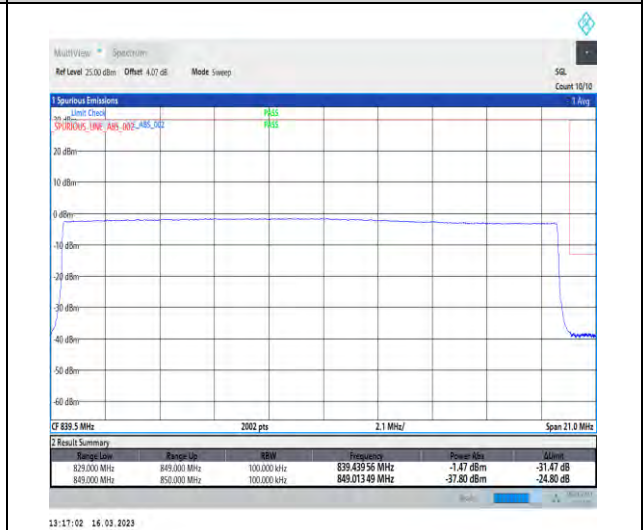 MultiView Spectrum
Ref Level 25.00 dBm Offset 4.07 dB Mode Sweep SGL
Count 10/10
1 Spurious Emissions 1 Avg
Limit Check PASS
_SPURIOUS_LINE_ABS_002 _ABS_002 PASS
20 dBm
10 dBm
0 dBm
-10 dBm
-20 dBm
-30 dBm
-40 dBm
-50 dBm
-60 dBm
CF 839.5 MHz 2002 pts 2.1 MHz/ Span 21.0 MHz
2 Result Summary
Range Low Range Up RBW Frequency Power Abs ΔLimit
829.000 MHz 849.000 MHz 100.000 kHz 839.439 56 MHz -1.47 dBm -31.47 dB
849.000 MHz 850.000 MHz 100.000 kHz 849.013 49 MHz -37.80 dBm -24.80 dB
Ready
13:17:02 16.03.2023